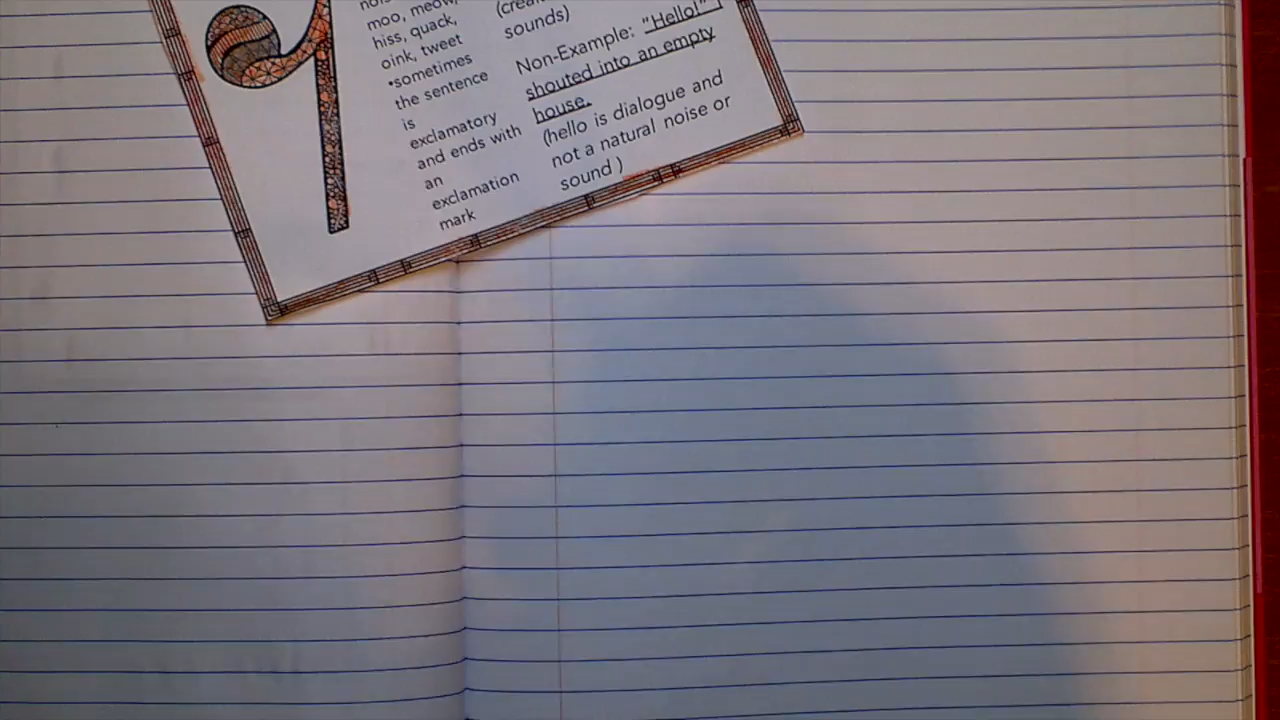 moo, meow,
hiss, quack,
oink, tweet
•sometimes
the sentence
is
exclamatory
and ends with
an
exclamation
mark
sounds)
Non-Example: "Hello!"
shouted into an empty
house.
(hello is dialogue and
not a natural noise or
sound )